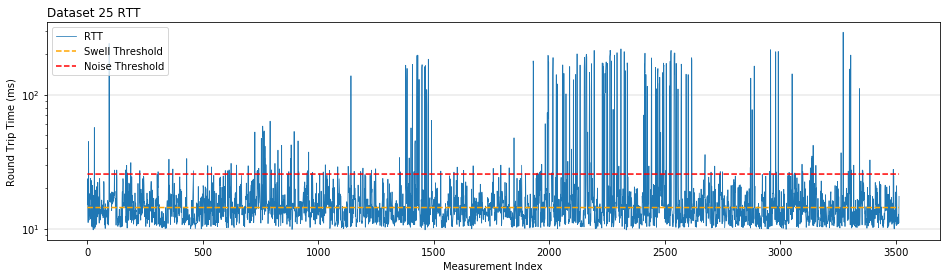 Dataset 25 RTT
RTT
Swell Threshold
Noise Threshold
Round Trip Time (ms)
10²
10¹
0 500 1000 1500 2000 2500 3000 3500
Measurement Index